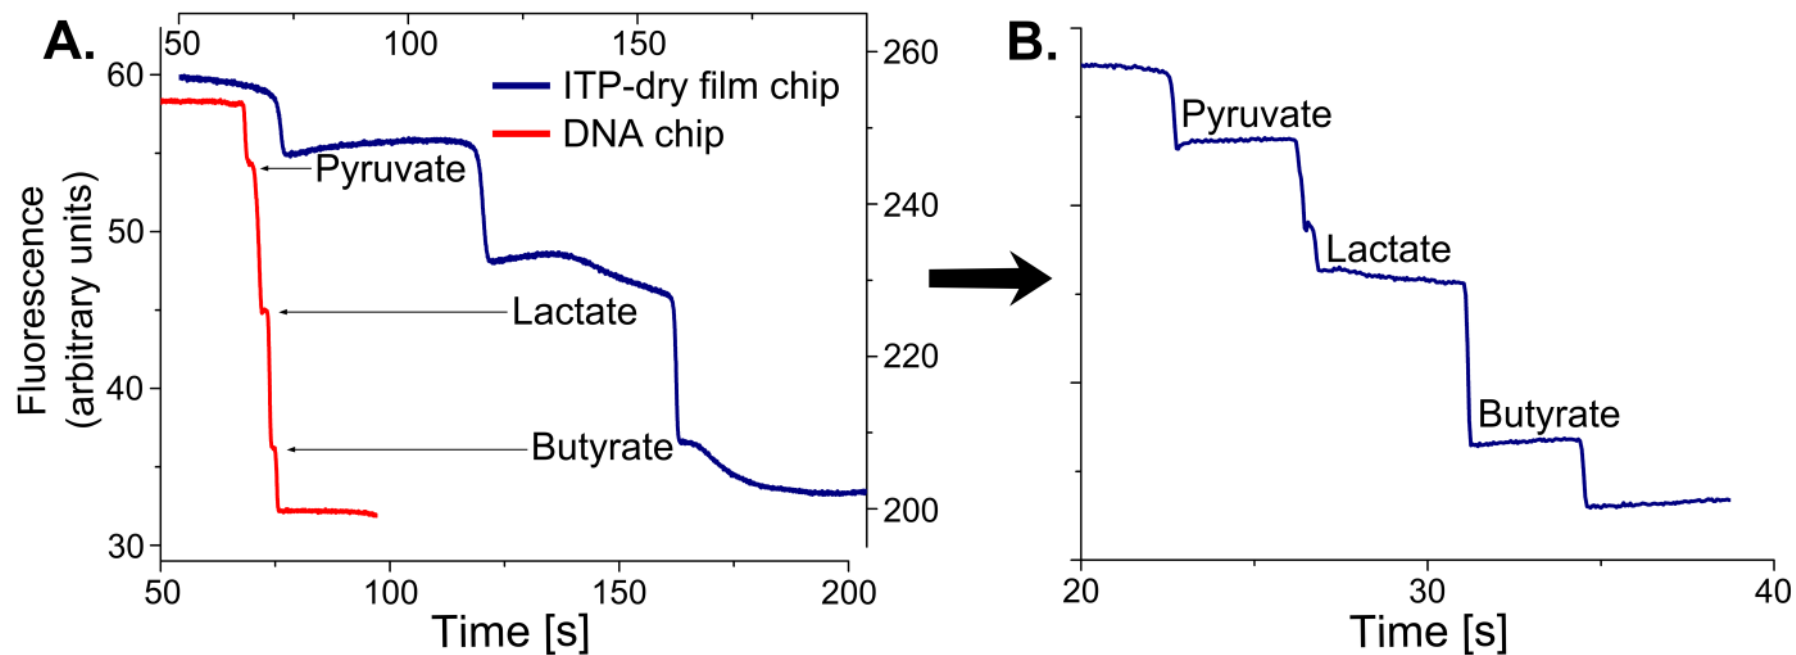 A.
50 100 150
260
60
ITP-dry film chip
DNA chip
Pyruvate
240
50
Fluorescence
(arbitrary units)
Lactate
220
40
Butyrate
200
30
50 100 150 200
Time [s]
B.
Pyruvate
Lactate
Butyrate
20 30 40
Time [s]